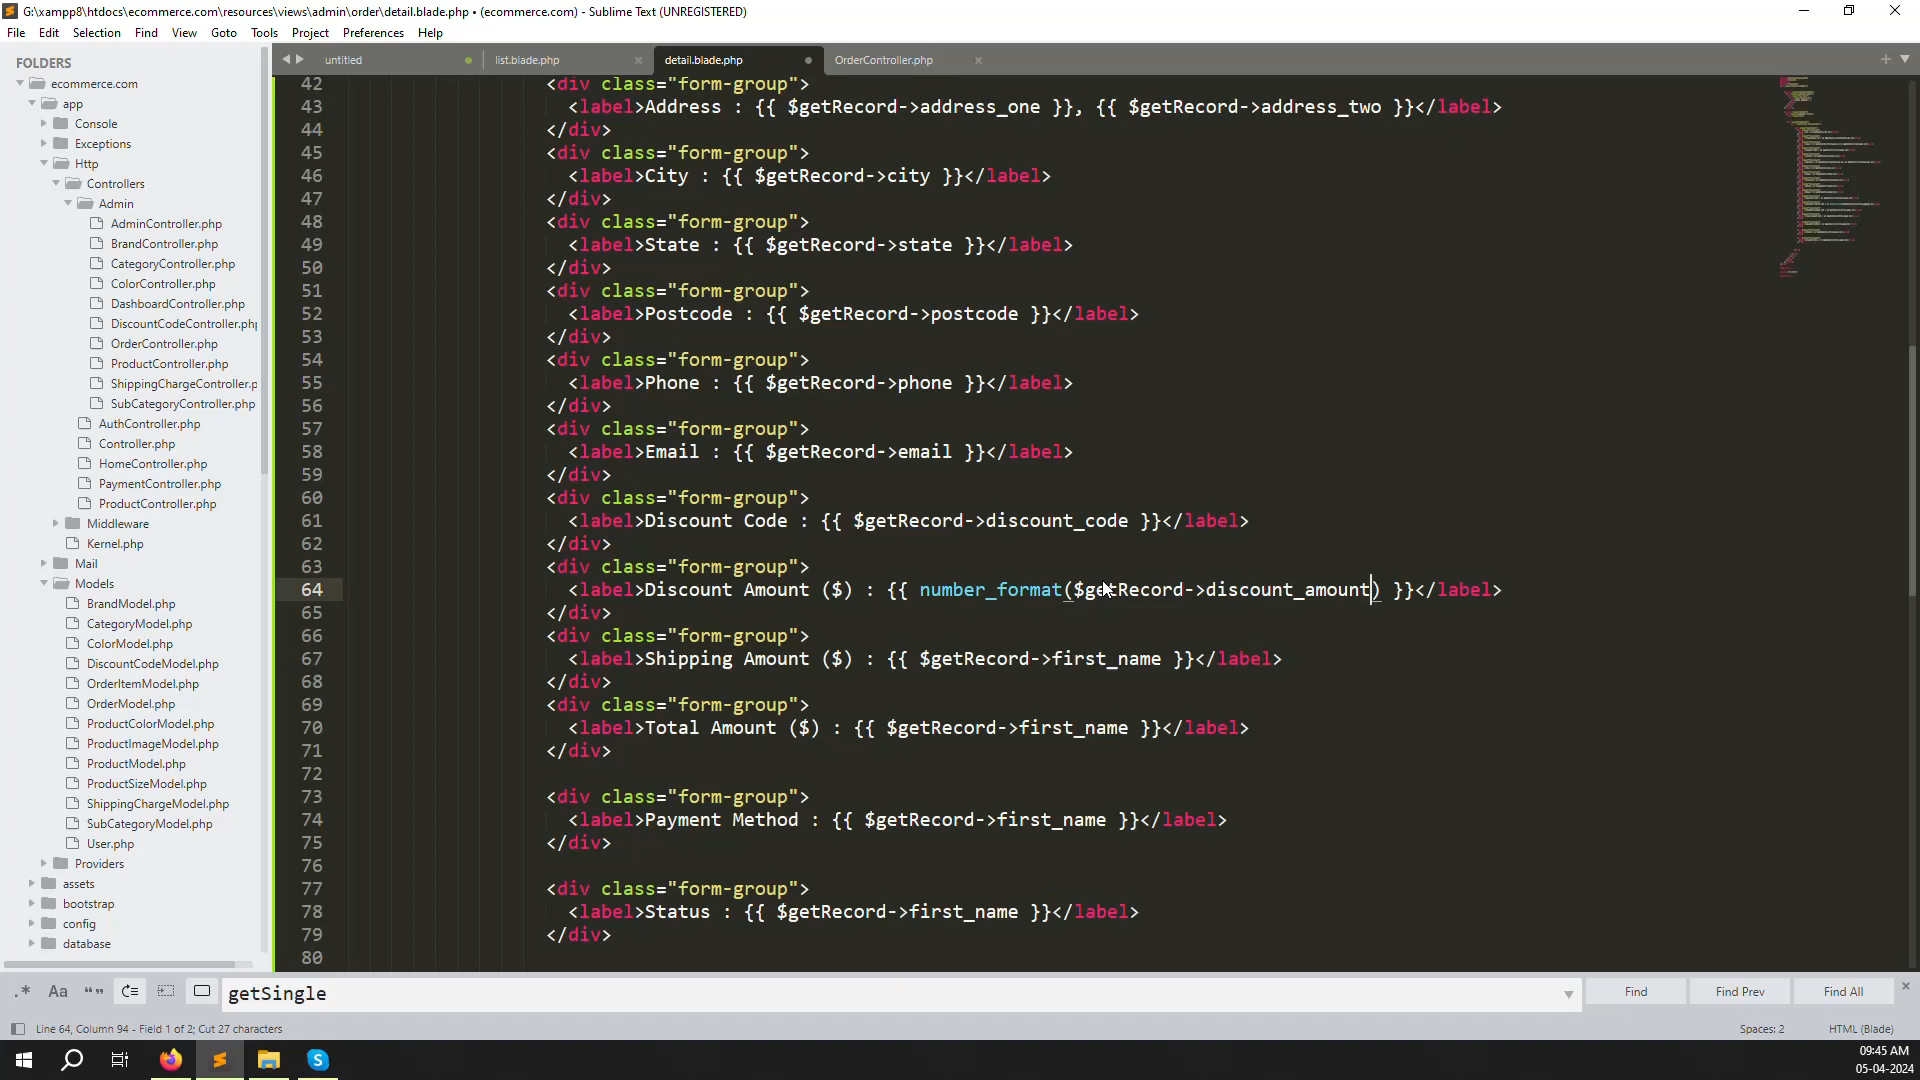 G:\xampp8\htdocs\ecommerce.com\resources\views\admin\order\detail.blade.php • (ecommerce.com) - Sublime Text (UNREGISTERED)
File Edit Selection Find View Goto Tools Project Preferences Help
FOLDERS
ecommerce.com
app
Console
Exceptions
Http
Controllers
Admin
AdminController.php
BrandController.php
CategoryController.php
ColorController.php
DashboardController.php
DiscountCodeController.php
OrderController.php
ProductController.php
ShippingChargeController.p
SubCategoryController.php
AuthController.php
Controller.php
HomeController.php
PaymentController.php
ProductController.php
Middleware
Kernel.php
Mail
Models
BrandModel.php
CategoryModel.php
ColorModel.php
DiscountCodeModel.php
OrderItemModel.php
OrderModel.php
ProductColorModel.php
ProductImageModel.php
ProductModel.php
ProductSizeModel.php
ShippingChargeModel.php
SubCategoryModel.php
User.php
Providers
assets
bootstrap
config
database
untitled list.blade.php detail.blade.php OrderController.php
42 <div class="form-group">
43 <label>Address : {{ $getRecord->address_one }}, {{ $getRecord->address_two }}</label>
44 </div>
45 <div class="form-group">
46 <label>City : {{ $getRecord->city }}</label>
47 </div>
48 <div class="form-group">
49 <label>State : {{ $getRecord->state }}</label>
50 </div>
51 <div class="form-group">
52 <label>Postcode : {{ $getRecord->postcode }}</label>
53 </div>
54 <div class="form-group">
55 <label>Phone : {{ $getRecord->phone }}</label>
56 </div>
57 <div class="form-group">
58 <label>Email : {{ $getRecord->email }}</label>
59 </div>
60 <div class="form-group">
61 <label>Discount Code : {{ $getRecord->discount_code }}</label>
62 </div>
63 <div class="form-group">
64 <label>Discount Amount ($) : {{ number_format($getRecord->discount_amount) }}</label>
65 </div>
66 <div class="form-group">
67 <label>Shipping Amount ($) : {{ $getRecord->first_name }}</label>
68 </div>
69 <div class="form-group">
70 <label>Total Amount ($) : {{ $getRecord->first_name }}</label>
71 </div>
72
73 <div class="form-group">
74 <label>Payment Method : {{ $getRecord->first_name }}</label>
75 </div>
76
77 <div class="form-group">
78 <label>Status : {{ $getRecord->first_name }}</label>
79 </div>
80
.* Aa “” getSingle Find Find Prev Find All
Line 64, Column 94 - Field 1 of 2; Cut 27 characters Spaces: 2 HTML (Blade)
09:45 AM
05-04-2024